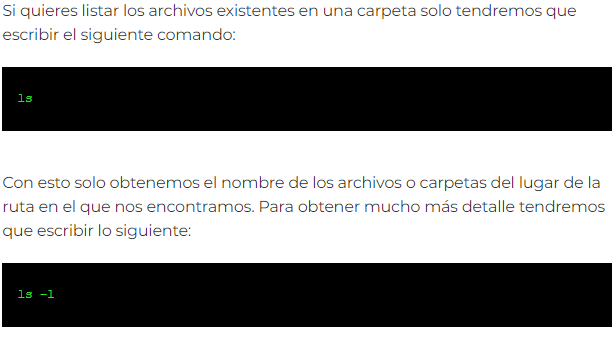 Si quieres listar los archivos existentes en una carpeta solo tendremos que
escribir el siguiente comando:
ls
Con esto solo obtenemos el nombre de los archivos o carpetas del lugar de la
ruta en el que nos encontramos. Para obtener mucho más detalle tendremos
que escribir lo siguiente:
ls -l